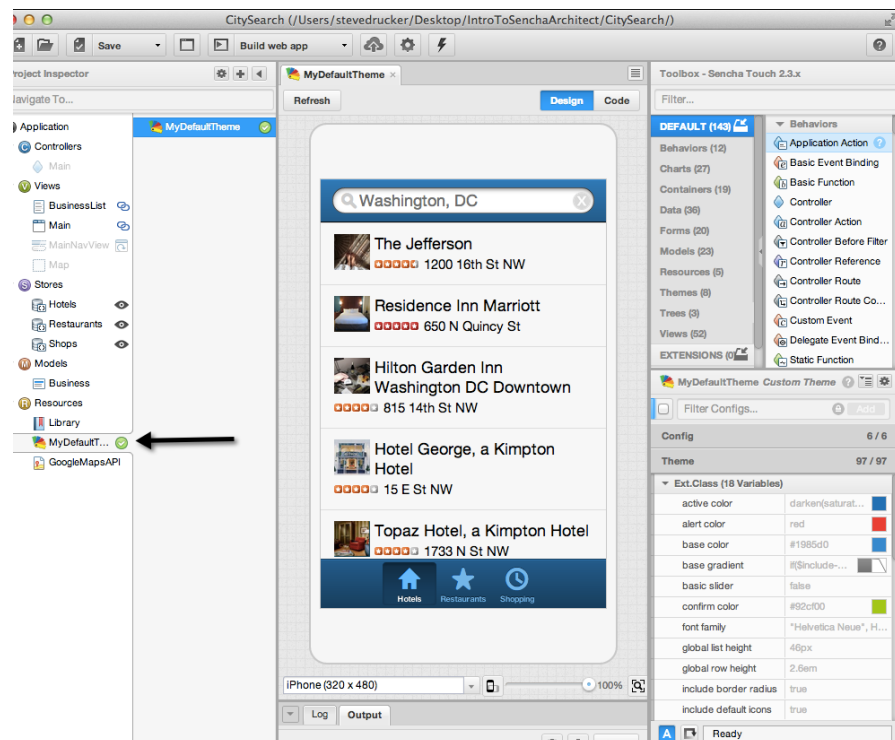 CitySearch (/Users/stevedrucker/Desktop/IntroToSenchaArchitect/CitySearch/)
Save
Build web app
Project Inspector
Navigate To...
Application
Controllers
Main
Views
BusinessList
Main
MainNavView
Map
Stores
Hotels
Restaurants
Shops
Models
Business
Resources
Library
MyDefaultT...
GoogleMapsAPI
MyDefaultTheme
MyDefaultTheme ×
Refresh
Design
Code
Washington, DC
The Jefferson
1200 16th St NW
Residence Inn Marriott
650 N Quincy St
Hilton Garden Inn
Washington DC Downtown
815 14th St NW
Hotel George, a Kimpton
Hotel
15 E St NW
Topaz Hotel, a Kimpton Hotel
1733 N St NW
Hotels
Restaurants
Shopping
iPhone (320 x 480)
100%
Log
Output
Toolbox - Sencha Touch 2.3.x
Filter...
DEFAULT (143)
Behaviors (12)
Charts (27)
Containers (19)
Data (36)
Forms (20)
Models (23)
Resources (5)
Themes (8)
Trees (3)
Views (52)
EXTENSIONS (0)
Behaviors
Application Action
Basic Event Binding
Basic Function
Controller
Controller Action
Controller Before Filter
Controller Reference
Controller Route
Controller Route Co...
Custom Event
Delegate Event Bind...
Static Function
MyDefaultTheme Custom Theme
Filter Configs...
Add
Config 6 / 6
Theme 97 / 97
Ext.Class (18 Variables)
active color darken(saturat...
alert color red
base color #1985d0
base gradient if($include-...
basic slider false
confirm color #92cf00
font family "Helvetica Neue", H...
global list height 46px
global row height 2.6em
include border radius true
include default icons true
A
Ready